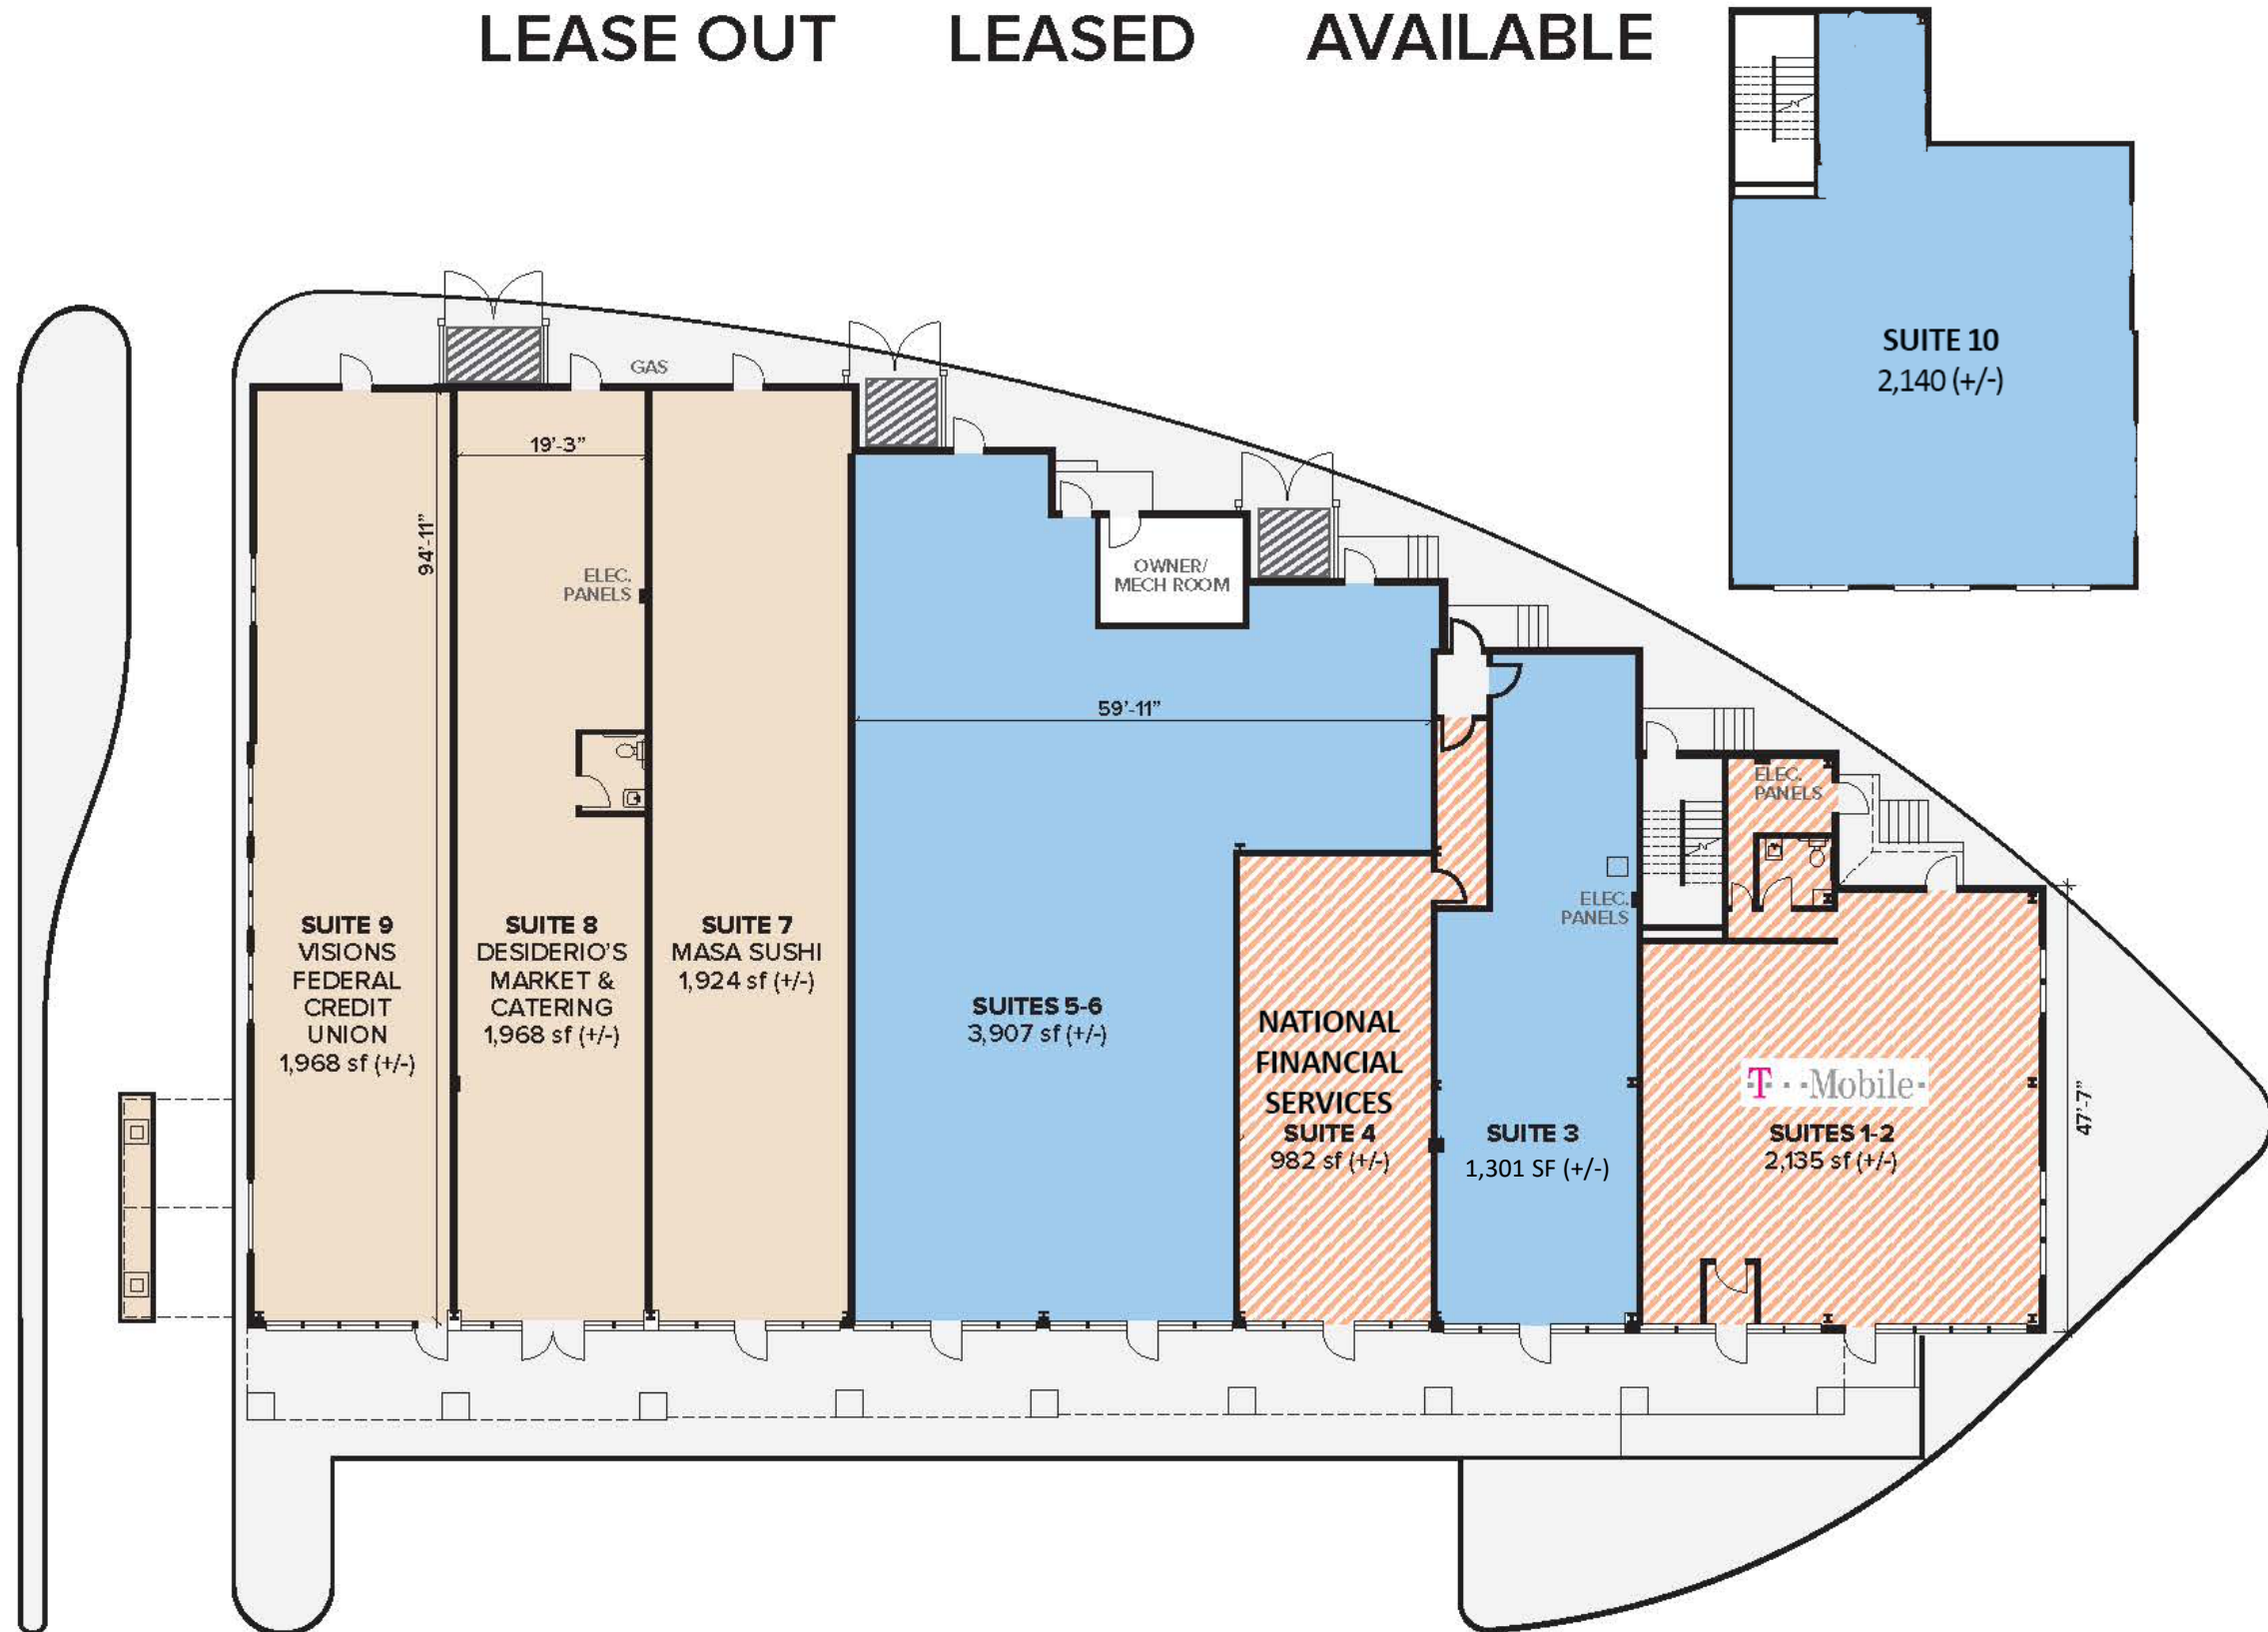 LEASE OUT LEASED AVAILABLE
SUITE 10
2,140 (+/-)
GAS
19'-3"
94'-11"
ELEC.
PANELS
OWNER/
MECH ROOM
59'-11"
ELEC.
PANELS
ELEC.
PANELS
SUITE 9
VISIONS
FEDERAL
CREDIT
UNION
1,968 sf (+/-)
SUITE 8
DESIDERIO'S
MARKET &
CATERING
1,968 sf (+/-)
SUITE 7
MASA SUSHI
1,924 sf (+/-)
SUITES 5-6
3,907 sf (+/-)
NATIONAL
FINANCIAL
SERVICES
SUITE 4
982 sf (+/-)
SUITE 3
1,301 SF (+/-)
T··Mobile·
SUITES 1-2
2,135 sf (+/-)
47'-7"